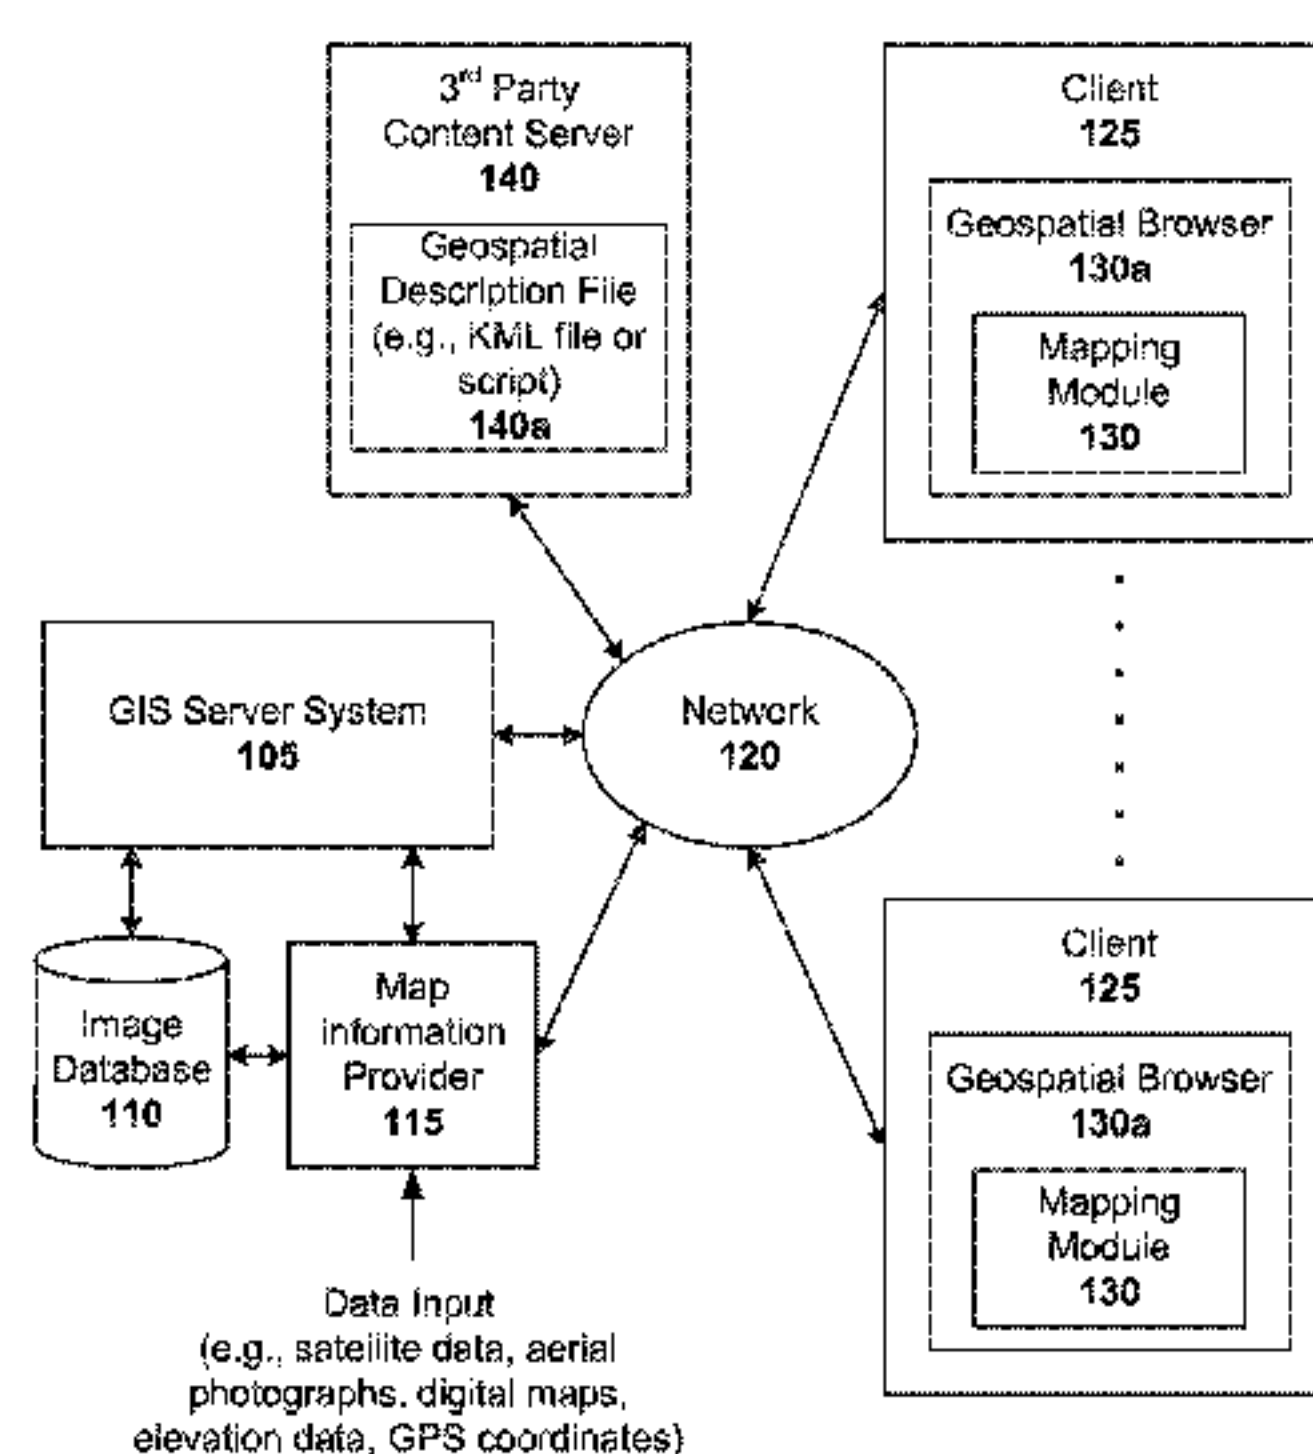 3rd Party
Content Server
140
Geospatial
Description File
(e.g., KML file or
script)
140a
Client
125
Geospatial Browser
130a
Mapping
Module
130
GIS Server System
105
Network
120
Image
Database
110
Map
Information
Provider
115
Client
125
Geospatial Browser
130a
Mapping
Module
130
Data Input
(e.g., satellite data, aerial
photographs, digital maps,
elevation data, GPS coordinates)